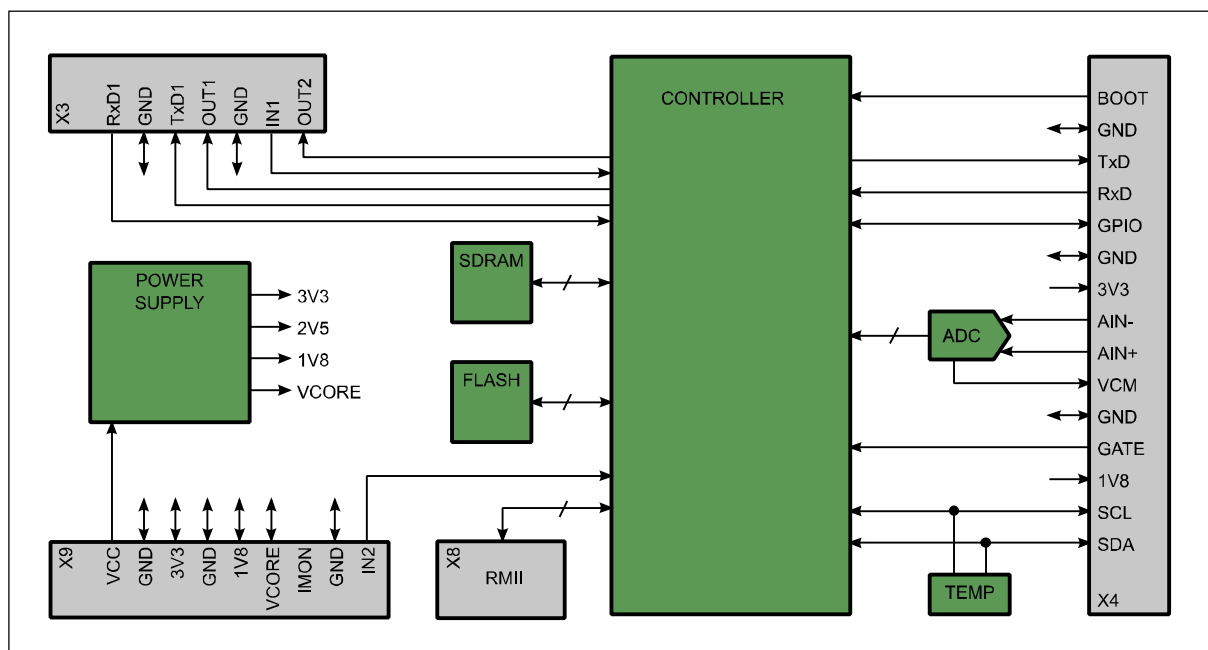 X3
RxD1
GND
TxD1
OUT1
GND
IN1
OUT2
CONTROLLER
BOOT
GND
TxD
RxD
GPIO
GND
3V3
AIN-
AIN+
VCM
GND
GATE
1V8
SCL
SDA
X4
SDRAM
FLASH
ADC
TEMP
POWER
SUPPLY
3V3
2V5
1V8
VCORE
X9
VCC
GND
3V3
GND
1V8
VCORE
IMON
GND
IN2
X8
RMII